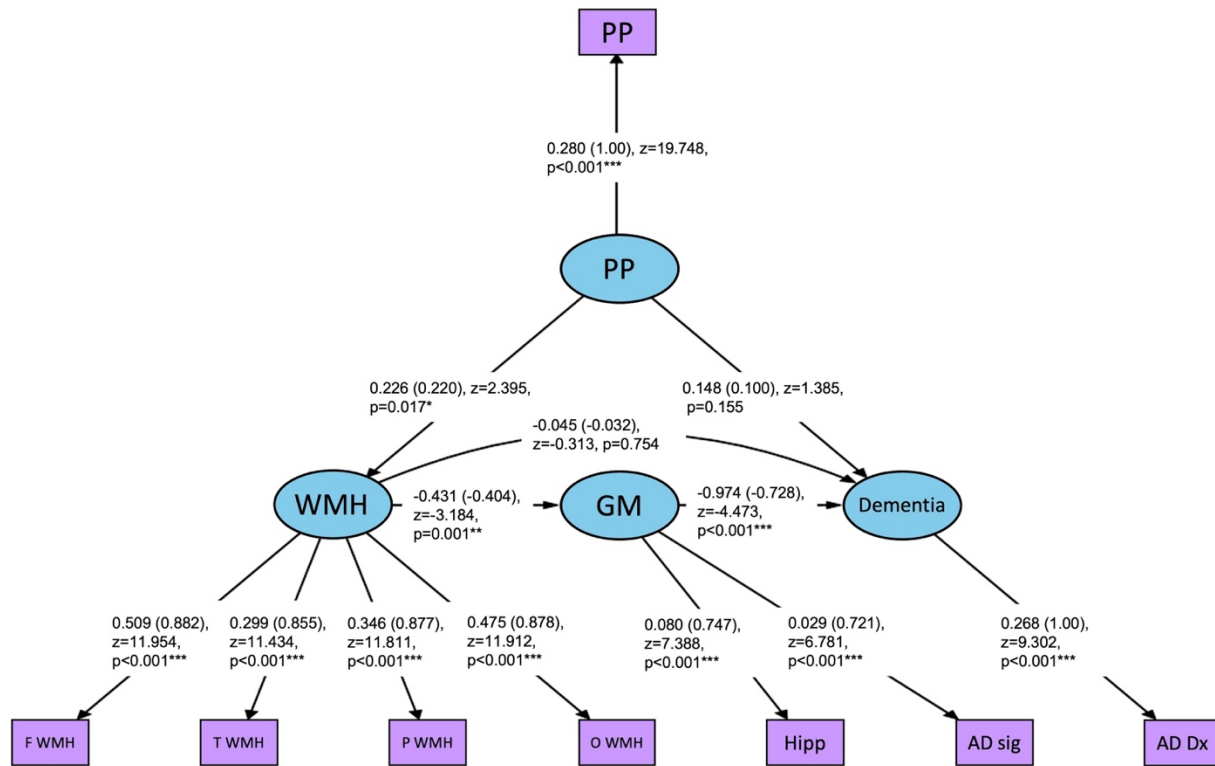 PP
0.280 (1.00), z=19.748,
p<0.001***
PP
0.226 (0.220), z=2.395,
p=0.017*
0.148 (0.100), z=1.385,
p=0.155
-0.045 (-0.032),
z=-0.313, p=0.754
WMH
-0.431 (-0.404),
z=-3.184,
p=0.001**
GM
-0.974 (-0.728),
z=-4.473,
p<0.001***
Dementia
0.509 (0.882),
z=11.954,
p<0.001***
0.299 (0.855),
z=11.434,
p<0.001***
0.346 (0.877),
z=11.811,
p<0.001***
0.475 (0.878),
z=11.912,
p<0.001***
0.080 (0.747),
z=7.388,
p<0.001***
0.029 (0.721),
z=6.781,
p<0.001***
0.268 (1.00),
z=9.302,
p<0.001***
F WMH
T WMH
P WMH
O WMH
Hipp
AD sig
AD Dx